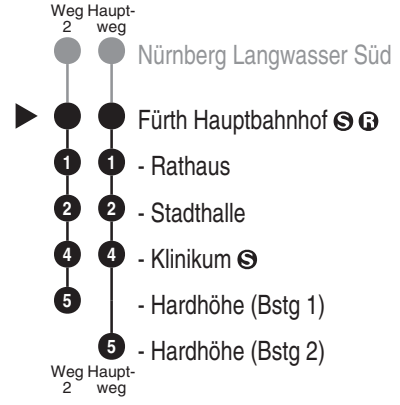 Weg Haupt-
2 weg
Nürnberg Langwasser Süd
Fürth Hauptbahnhof S R
1 1 - Rathaus
2 2 - Stadthalle
4 4 - Klinikum S
5 - Hardhöhe (Bstg 1)
5 - Hardhöhe (Bstg 2)
Weg Haupt-
2 weg